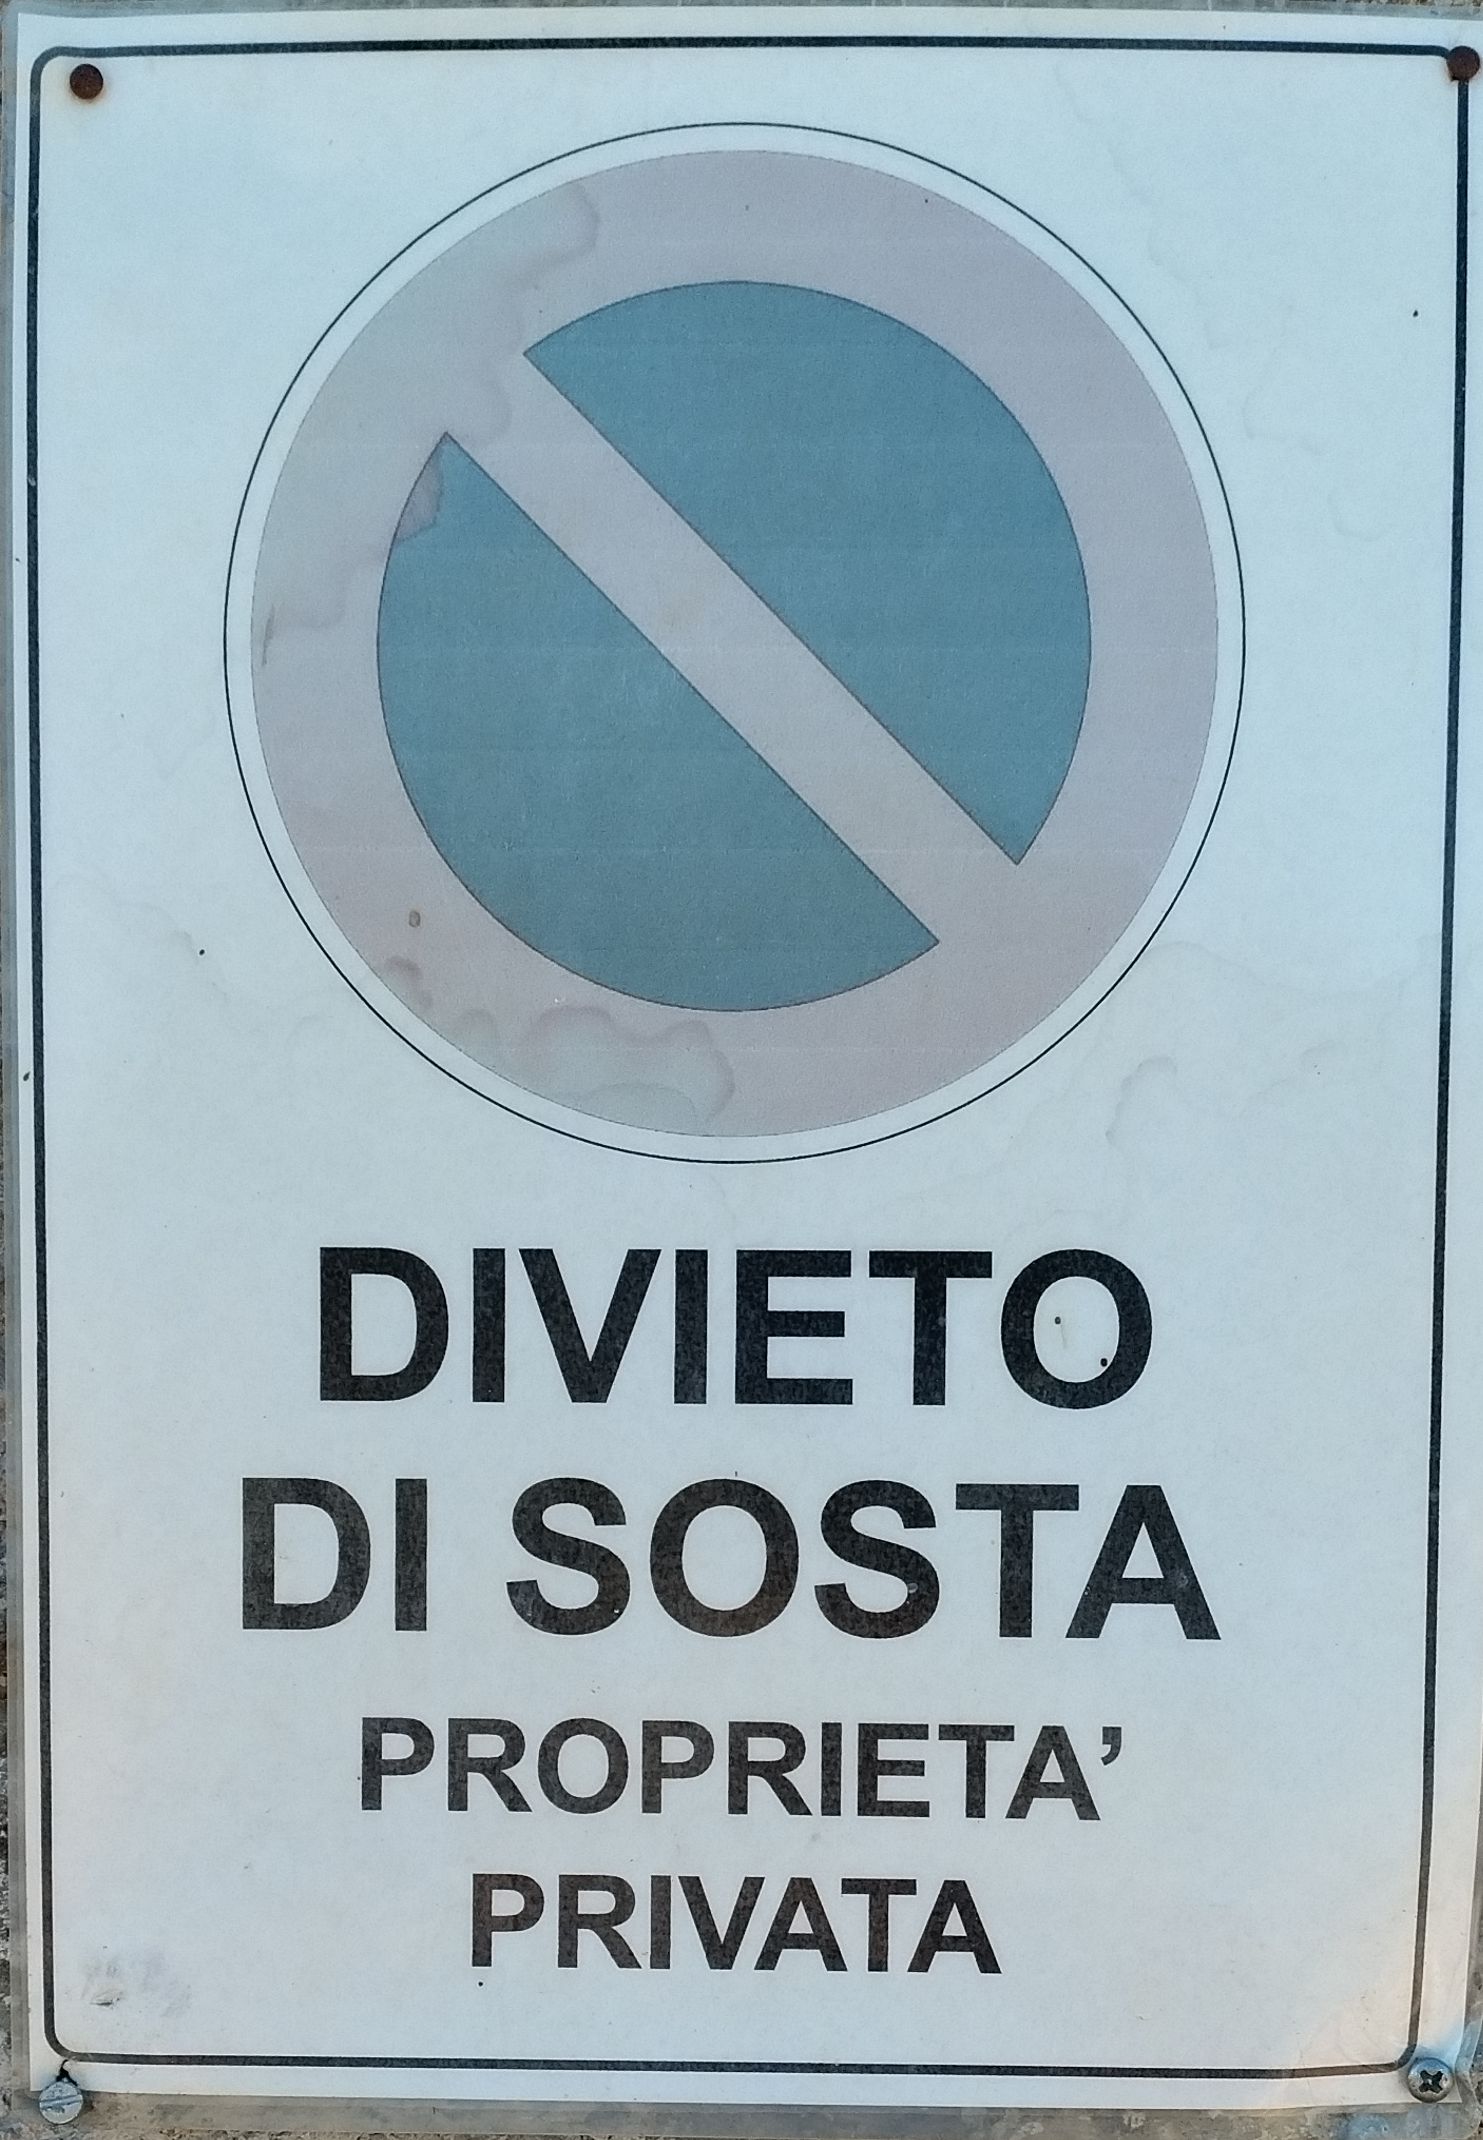 DIVIETO
DI SOSTA
PROPRIETA’
PRIVATA